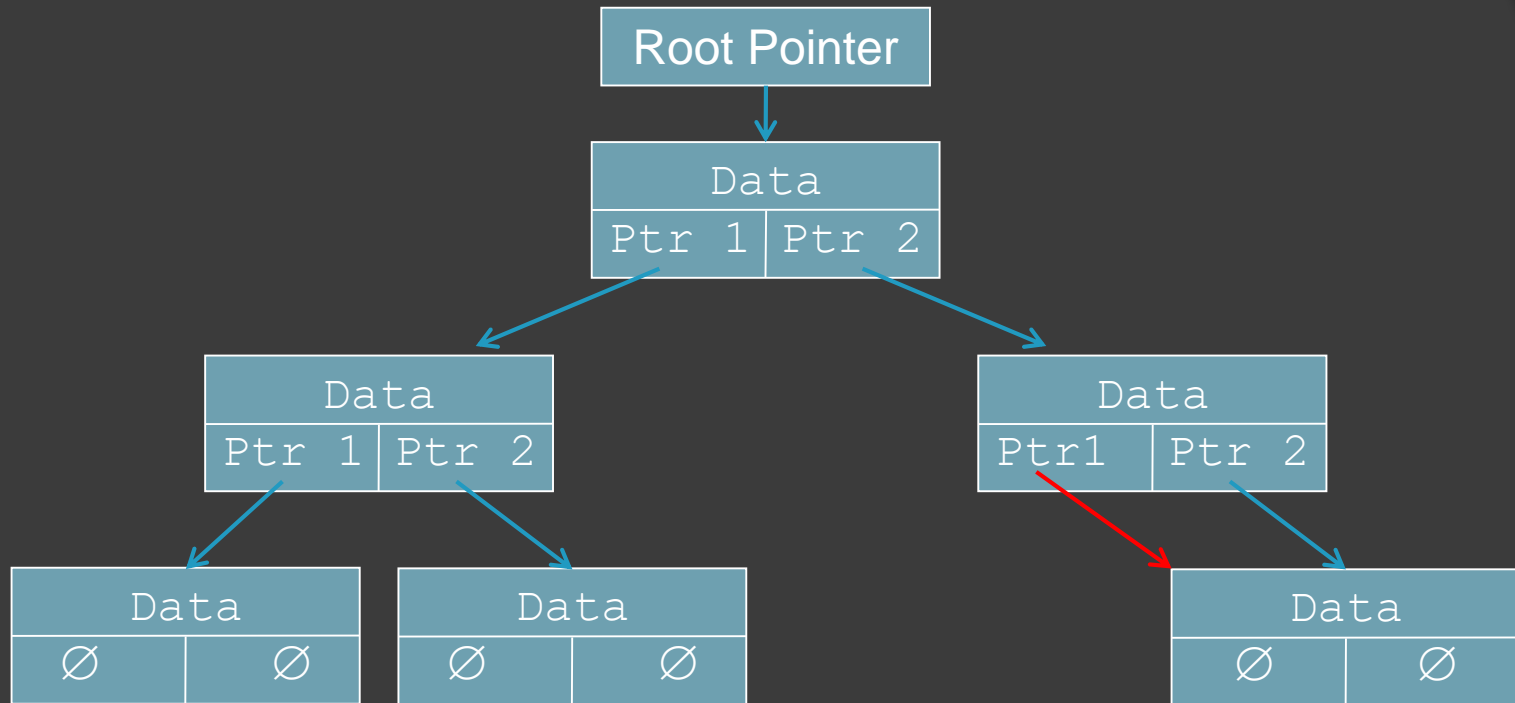 Root Pointer
Data
Ptr 1 Ptr 2
Data
Ptr 1 Ptr 2
Data
Ptr1 Ptr 2
Data
∅ ∅
Data
∅ ∅
Data
∅ ∅